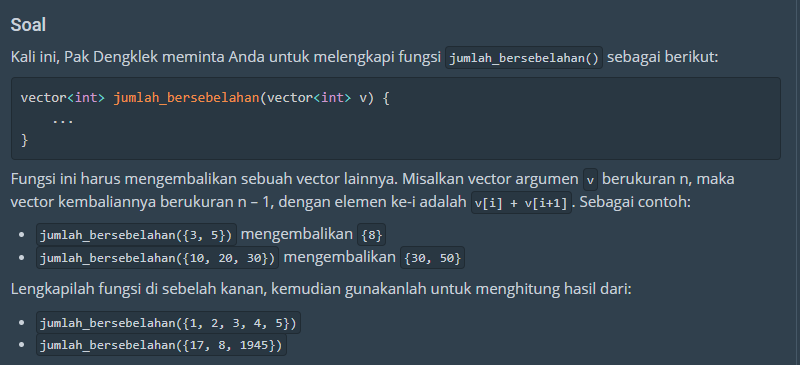 Soal
Kali ini, Pak Dengklek meminta Anda untuk melengkapi fungsi jumlah_bersebelahan() sebagai berikut:
vector<int> jumlah_bersebelahan(vector<int> v) {
    ...
}
Fungsi ini harus mengembalikan sebuah vector lainnya. Misalkan vector argumen v berukuran n, maka
vector kembaliannya berukuran n – 1, dengan elemen ke-i adalah v[i] + v[i+1]. Sebagai contoh:
• jumlah_bersebelahan({3, 5}) mengembalikan {8}
• jumlah_bersebelahan({10, 20, 30}) mengembalikan {30, 50}
Lengkapilah fungsi di sebelah kanan, kemudian gunakanlah untuk menghitung hasil dari:
• jumlah_bersebelahan({1, 2, 3, 4, 5})
• jumlah_bersebelahan({17, 8, 1945})